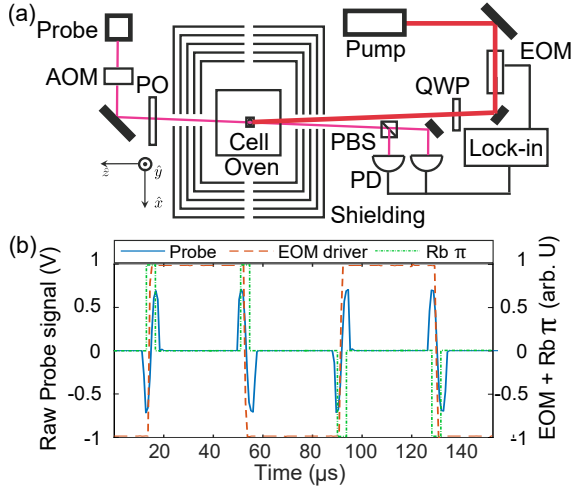 (a)
Probe
Pump
EOM
AOM
PO
QWP
Cell
Oven
PBS
PD
Lock-in
ẑ
ŷ
x̂
Shielding
(b)
Probe EOM driver Rb π
Raw Probe signal (V)
1
0.5
0
-0.5
-1
1
0.5
0
-0.5
-1
EOM + Rb π (arb. U)
20 40 60 80 100 120 140
Time (µs)